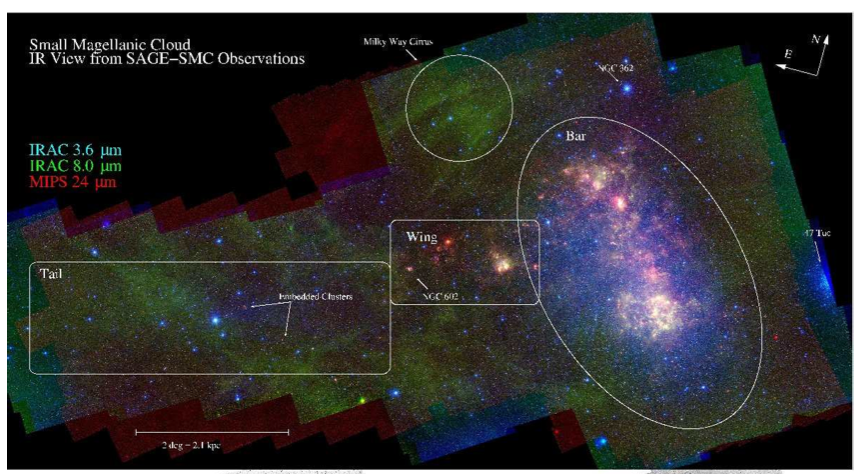 Small Magellanic Cloud
IR View from SAGE-SMC Observations
Milky Way Cirrus
N
E
NGC 362
IRAC 3.6 μm
IRAC 8.0 μm
MIPS 24 μm
Bar
Wing
47 Tuc
Tail
NGC 602
Embedded Clusters
2 deg ~ 2.1 kpc